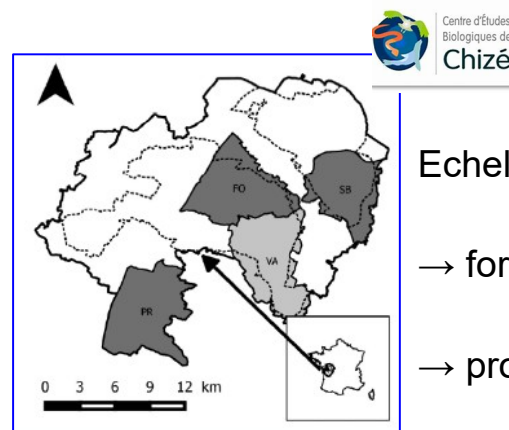 Centre d'Études
Biologiques de
Chizé
Echel
→ for
→ pro
FO
SB
VA
PR
0 3 6 9 12 km